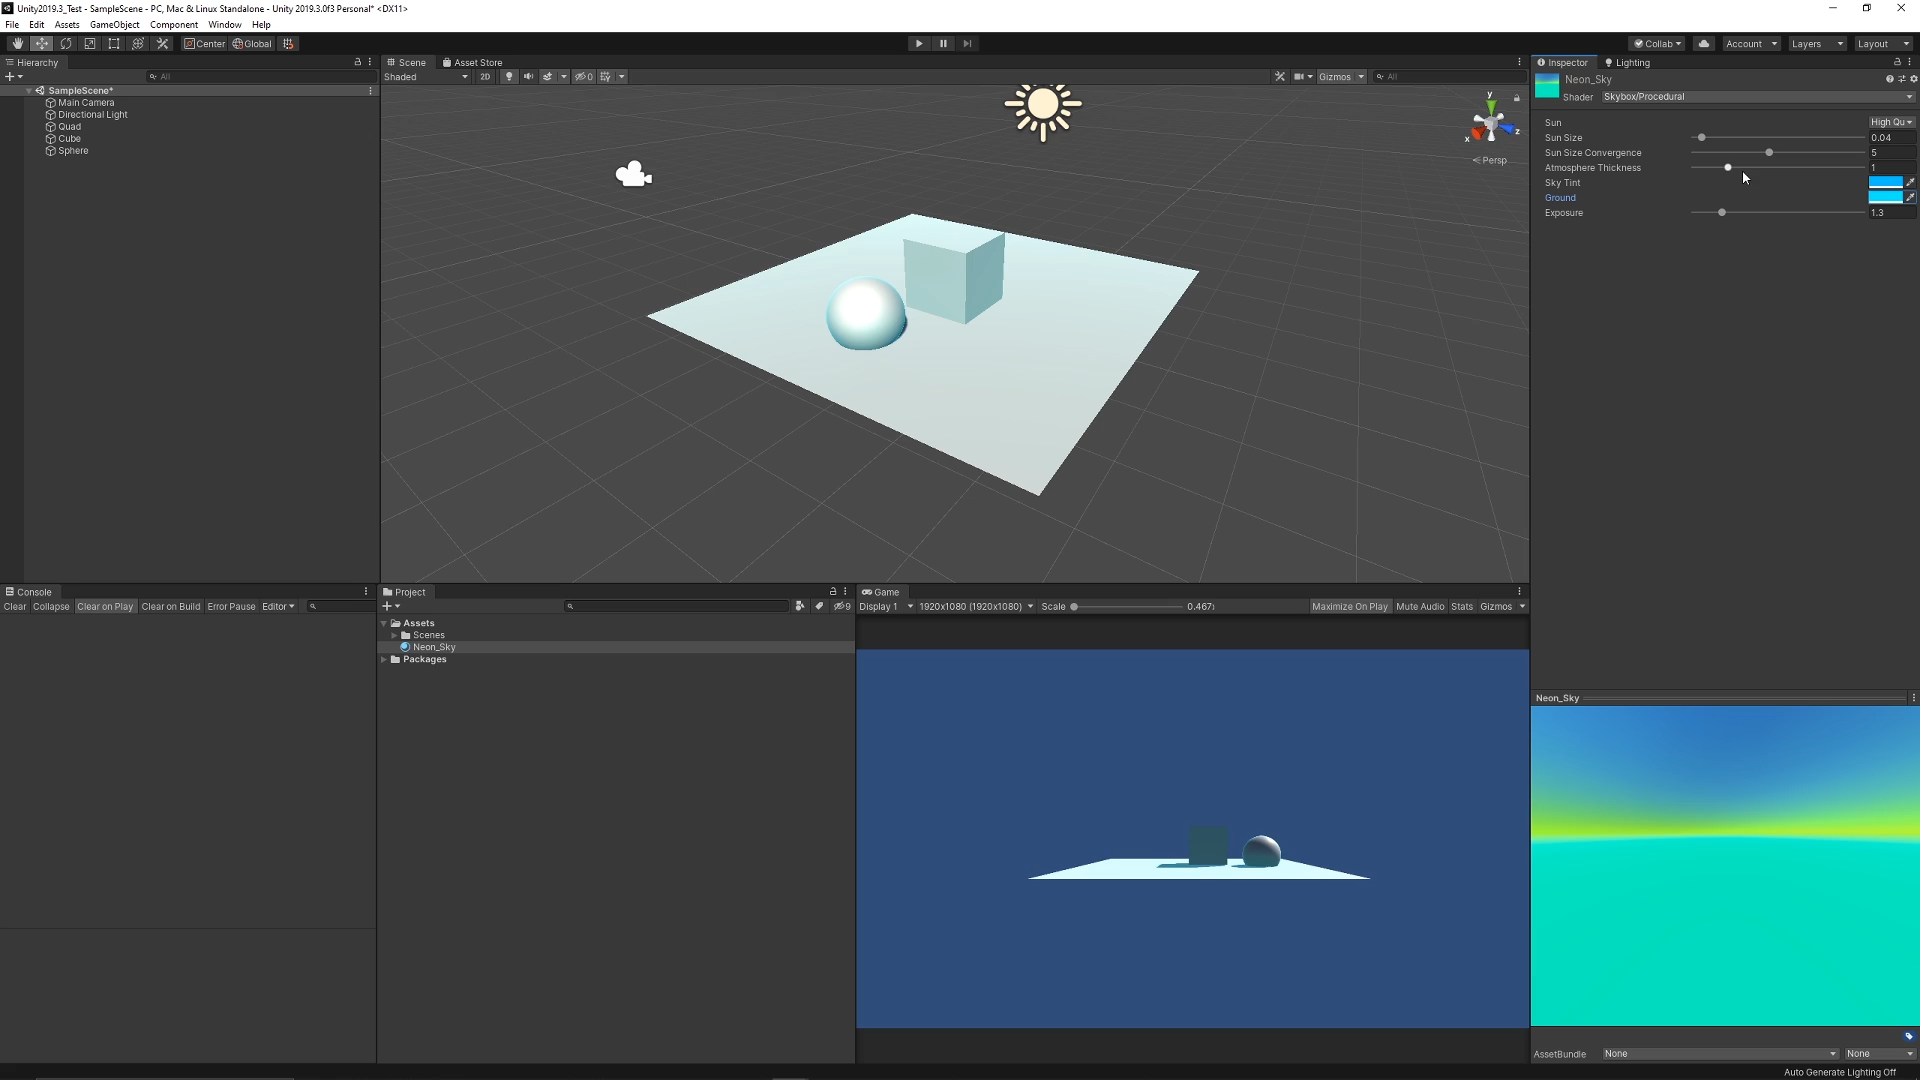 Unity2019.3_Test - SampleScene - PC, Mac & Linux Standalone - Unity 2019.3.0f3 Personal* <DX11>
File Edit Assets GameObject Component Window Help
Center Global Collab Account Layers Layout
Hierarchy
All
SampleScene*
Main Camera
Directional Light
Quad
Cube
Sphere
Scene Asset Store
Shaded 2D 0 Gizmos All
y
x
z
Persp
Inspector Lighting
Neon_Sky
Shader Skybox/Procedural
Sun High Qu
Sun Size 0.04
Sun Size Convergence 5
Atmosphere Thickness 1
Sky Tint
Ground
Exposure 1.3
Console
Clear Collapse Clear on Play Clear on Build Error Pause Editor
Project
9
Assets
Scenes
Neon_Sky
Packages
Game
Display 1 1920x1080 (1920x1080) Scale 0.467 Maximize On Play Mute Audio Stats Gizmos
Neon_Sky
AssetBundle None None
Auto Generate Lighting Off